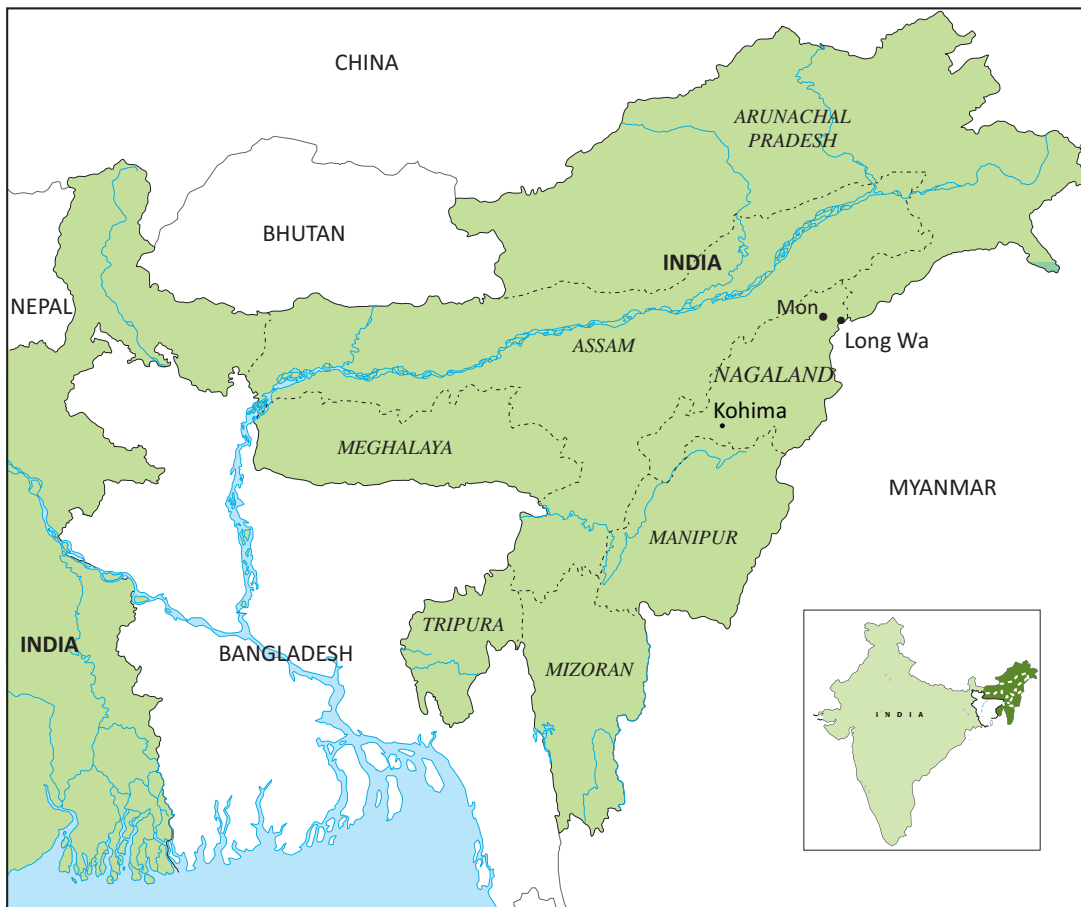 CHINA
ARUNACHAL
PRADESH
BHUTAN
INDIA
NEPAL
Mon
Long Wa
ASSAM
NAGALAND
Kohima
MEGHALAYA
MYANMAR
MANIPUR
TRIPURA
INDIA
BANGLADESH
MIZORAN
INDIA